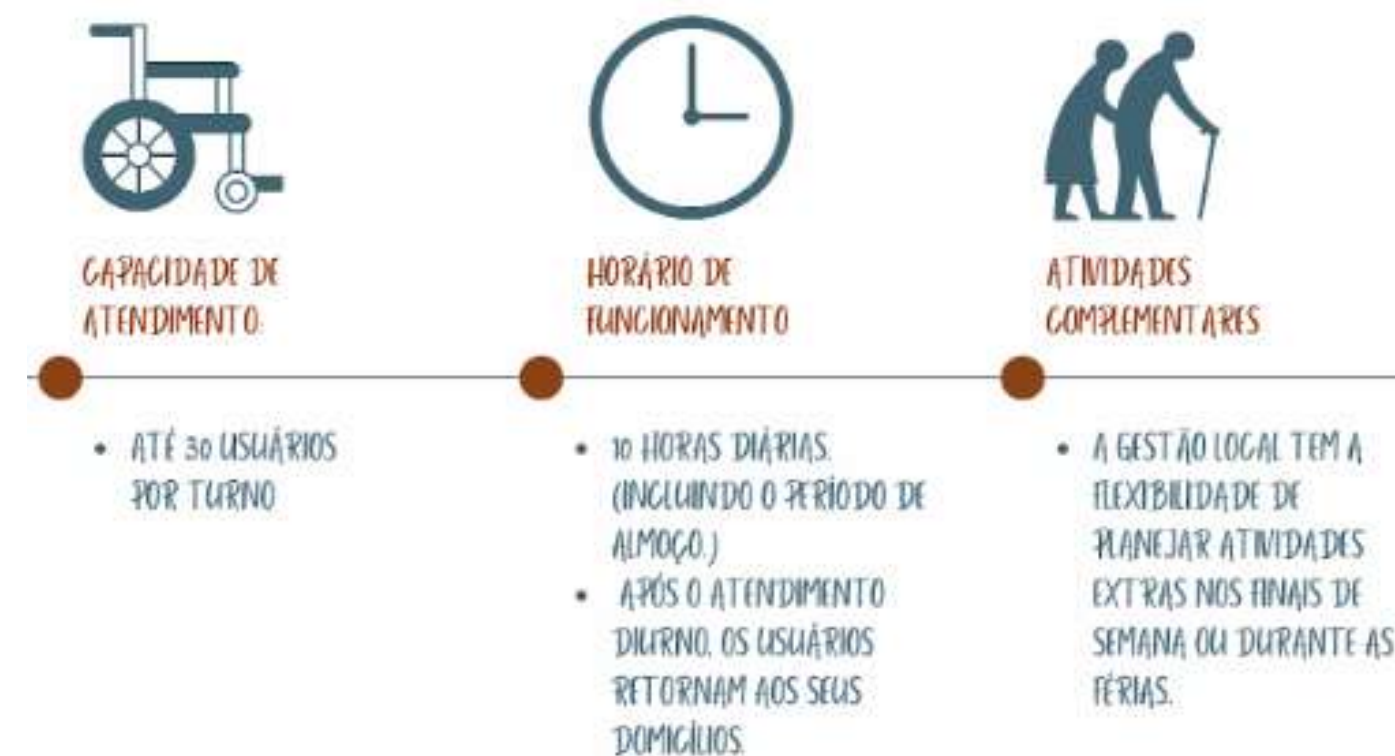 CAPACIDADE DE
ATENDIMENTO:
HORÁRIO DE
FUNCIONAMENTO
ATIVIDADES
COMPLEMENTARES
• ATÉ 30 USUÁRIOS
POR TURNO
• 10 HORAS DIÁRIAS.
(INCLUINDO O PERÍODO DE
ALMOÇO.)
• APÓS O ATENDIMENTO
DIURNO, OS USUÁRIOS
RETORNAM AOS SEUS
DOMICÍLIOS.
• A GESTÃO LOCAL TEM A
FLEXIBILIDADE DE
PLANEJAR ATIVIDADES
EXTRAS NOS FINAIS DE
SEMANA OU DURANTE AS
FÉRIAS.